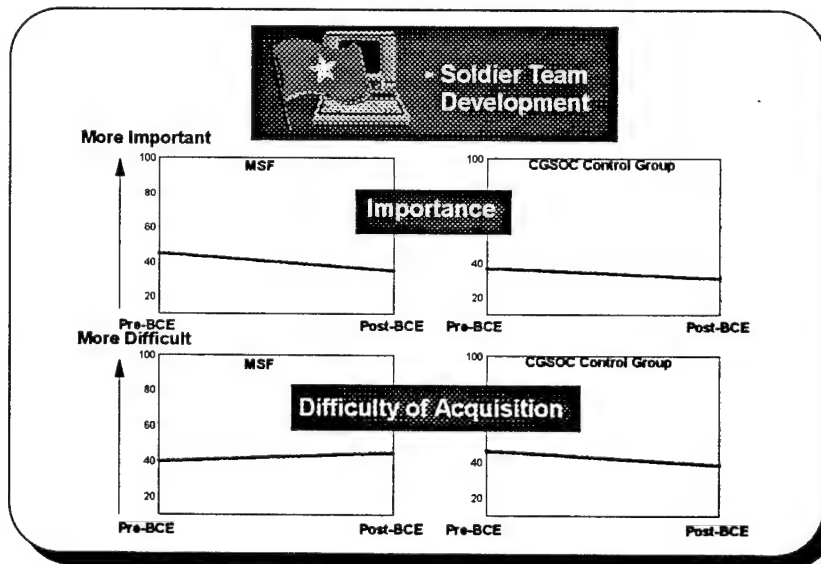 - Soldier Team
Development
More Important
100
MSF
80
60
40
20
Pre-BCE
Post-BCE
100
CGSOC Control Group
40
20
Pre-BCE
Post-BCE
Importance
More Difficult
100
MSF
80
60
40
20
Pre-BCE
Post-BCE
100
CGSOC Control Group
80
40
20
Pre-BCE
Post-BCE
Difficulty of Acquisition